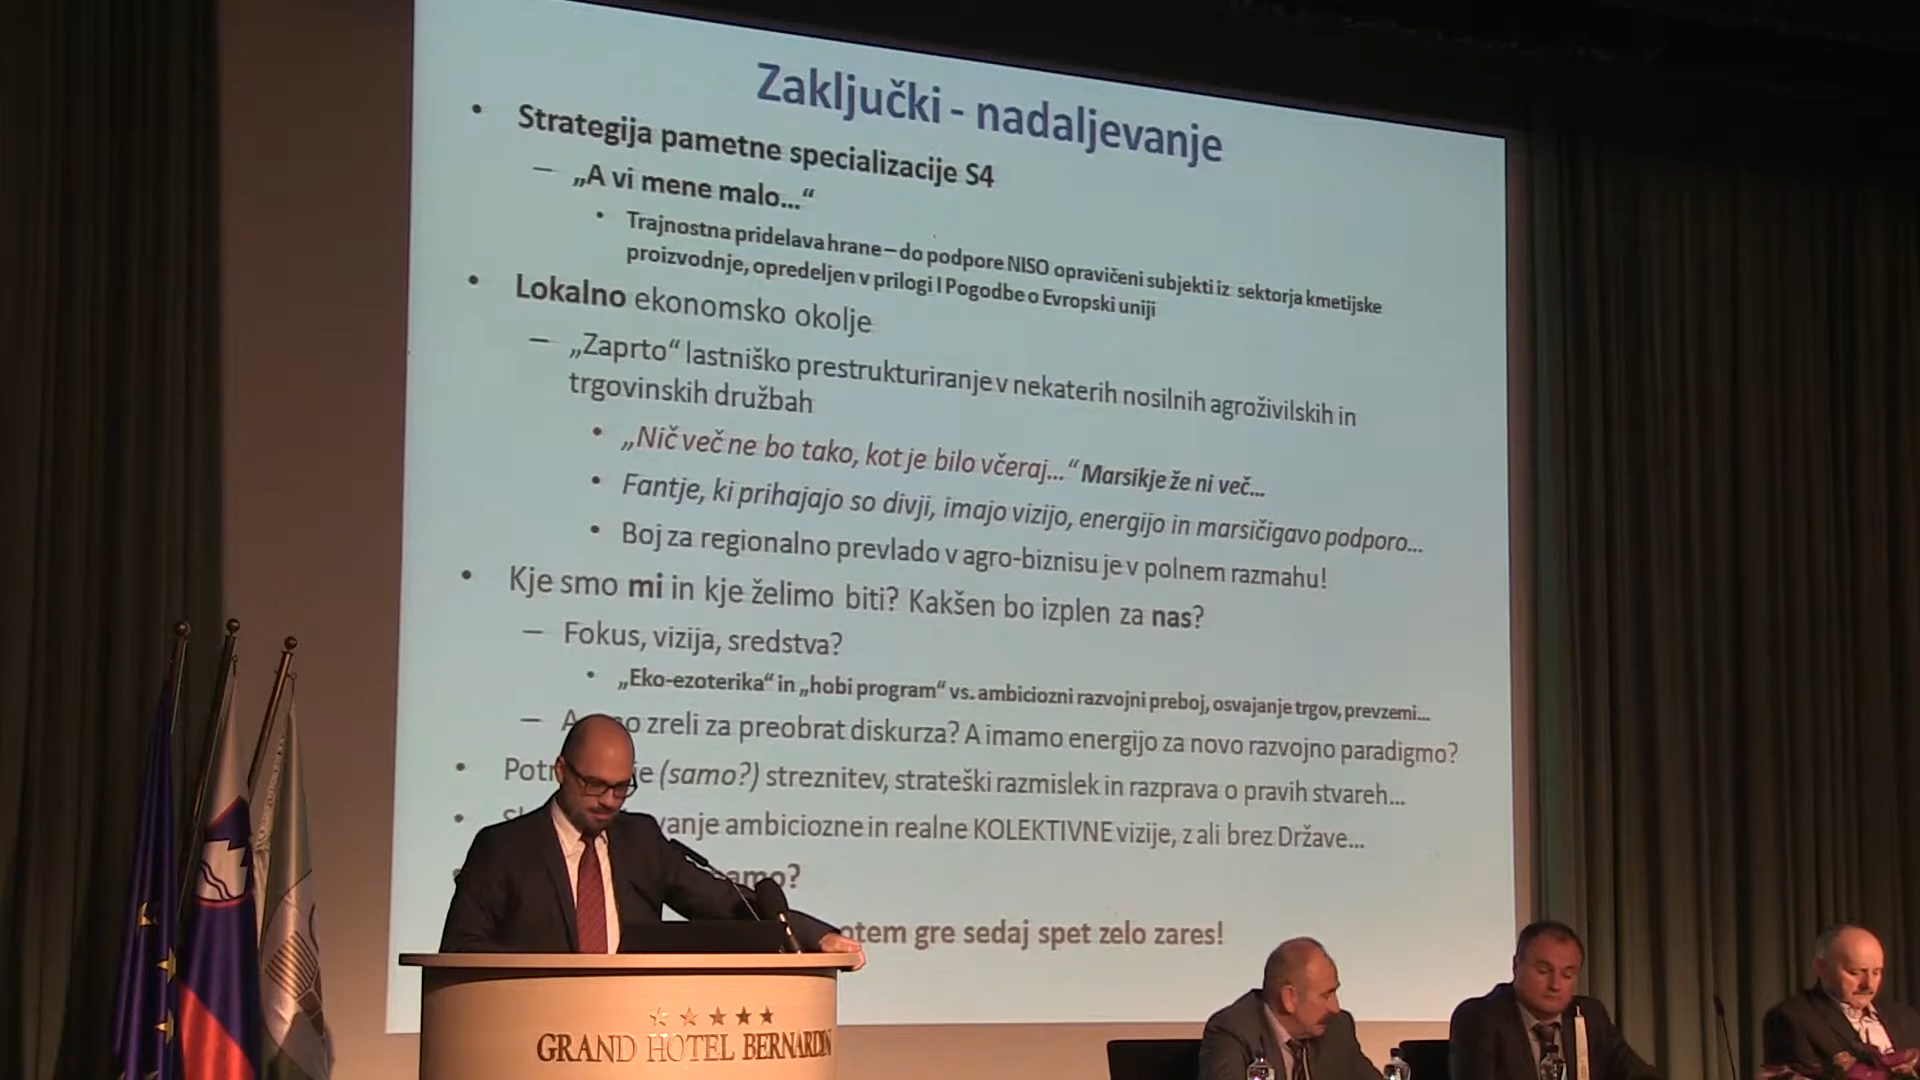 Zaključki - nadaljevanje
• Strategija pametne specializacije S4
– „A vi mene malo...“
• Trajnostna pridelava hrane – do podpore NISO opravičeni subjekti iz sektorja kmetijske
proizvodnje, opredeljen v prilogi I Pogodbe o Evropski uniji
• Lokalno ekonomsko okolje
– „Zaprto“ lastniško prestrukturiranje v nekaterih nosilnih agroživilskih in
trgovinskih družbah
• „Nič več ne bo tako, kot je bilo včeraj...“ Marsikje že ni več...
• Fantje, ki prihajajo so divji, imajo vizijo, energijo in marsičigavo podporo...
• Boj za regionalno prevlado v agro-biznisu je v polnem razmahu!
• Kje smo mi in kje želimo biti? Kakšen bo izplen za nas?
– Fokus, vizija, sredstva?
• „Eko-ezoterika“ in „hobi program“ vs. ambiciozni razvojni preboj, osvajanje trgov, prevzemi...
– zreli za preobrat diskurza? A imamo energijo za novo razvojno paradigmo?
• je (samo?) streznitev, strateški razmislek in razprava o pravih stvareh...
• ambiciozne in realne KOLEKTIVNE vizije, z ali brez Države...
gre sedaj spet zelo zares!
GRAND HOTEL BERNARDIN